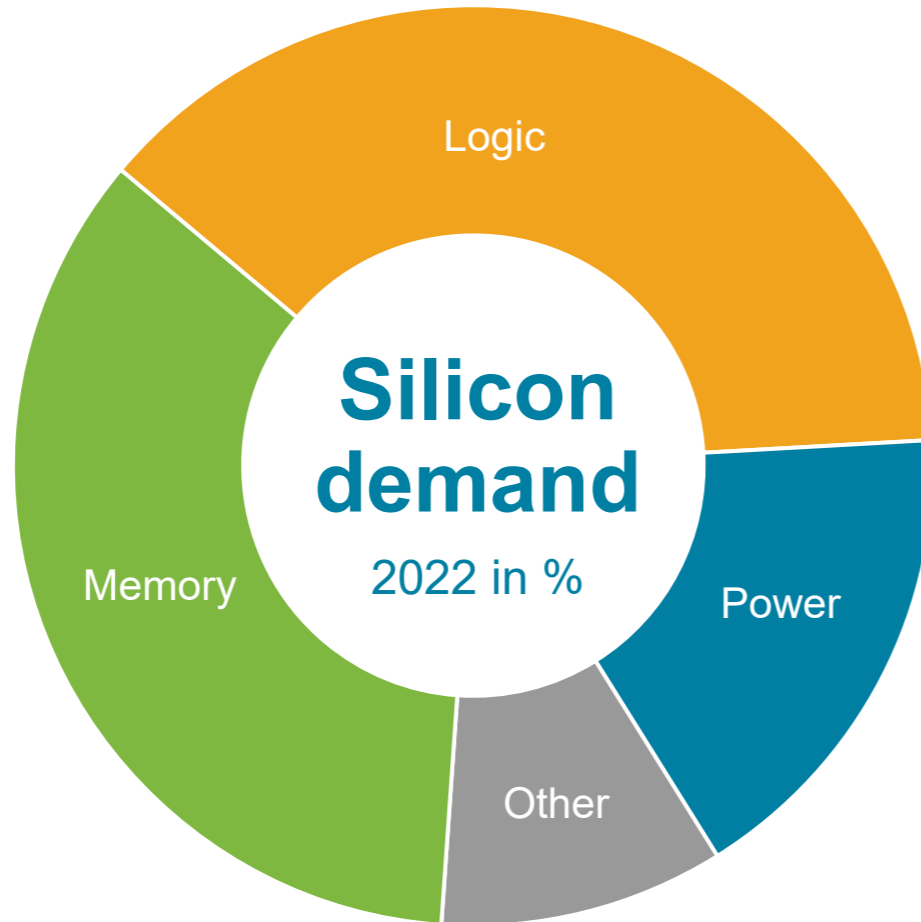 Logic
Silicon
demand
2022 in %
Memory
Power
Other